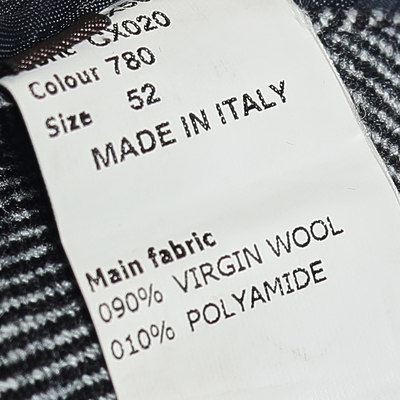 CX020
Colour 780
Size 52
MADE IN ITALY
Main fabric
090% VIRGIN WOOL
010% POLYAMIDE